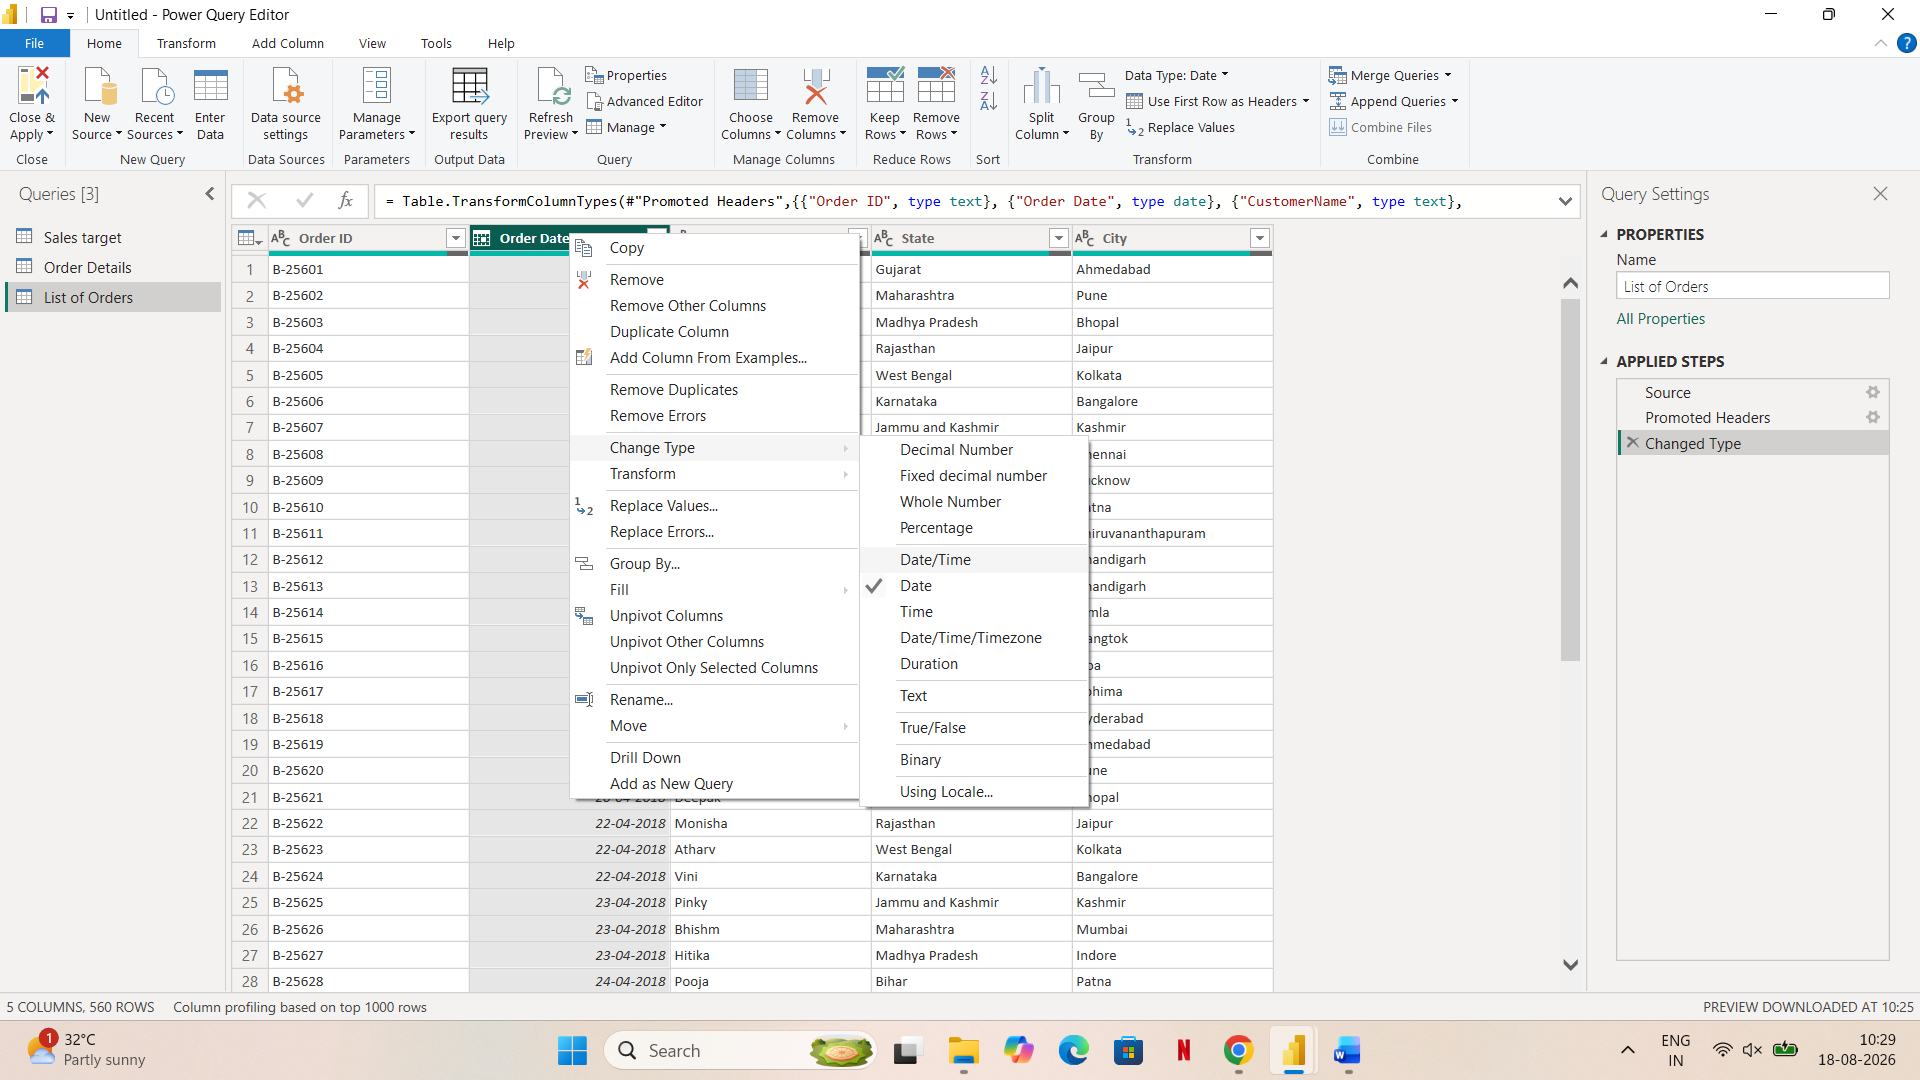 Untitled - Power Query Editor
File Home Transform Add Column View Tools Help
Close & Apply
Close
New Source
Recent Sources
Enter Data
New Query
Data source settings
Data Sources
Manage Parameters
Parameters
Export query results
Output Data
Refresh Preview
Properties
Advanced Editor
Manage
Query
Choose Columns
Remove Columns
Manage Columns
Keep Rows
Remove Rows
Reduce Rows
Sort
Split Column
Group By
Data Type: Date
Use First Row as Headers
Replace Values
Transform
Merge Queries
Append Queries
Combine Files
Combine
Queries [3]
Sales target
Order Details
List of Orders
fx
= Table.TransformColumnTypes(#"Promoted Headers",{{"Order ID", type text}, {"Order Date", type date}, {"CustomerName", type text},
Order ID Order Date State City
1 B-25601 Gujarat Ahmedabad
2 B-25602 Maharashtra Pune
3 B-25603 Madhya Pradesh Bhopal
4 B-25604 Rajasthan Jaipur
5 B-25605 West Bengal Kolkata
6 B-25606 Karnataka Bangalore
7 B-25607 Jammu and Kashmir Kashmir
8 B-25608
9 B-25609
10 B-25610
11 B-25611
12 B-25612
13 B-25613
14 B-25614
15 B-25615
16 B-25616
17 B-25617
18 B-25618
19 B-25619
20 B-25620
21 B-25621
22 B-25622 22-04-2018 Monisha Rajasthan Jaipur
23 B-25623 22-04-2018 Atharv West Bengal Kolkata
24 B-25624 22-04-2018 Vini Karnataka Bangalore
25 B-25625 23-04-2018 Pinky Jammu and Kashmir Kashmir
26 B-25626 23-04-2018 Bhishm Maharashtra Mumbai
27 B-25627 23-04-2018 Hitika Madhya Pradesh Indore
28 B-25628 24-04-2018 Pooja Bihar Patna
Copy
Remove
Remove Other Columns
Duplicate Column
Add Column From Examples...
Remove Duplicates
Remove Errors
Change Type
Transform
Replace Values...
Replace Errors...
Group By...
Fill
Unpivot Columns
Unpivot Other Columns
Unpivot Only Selected Columns
Rename...
Move
Drill Down
Add as New Query
Decimal Number
Fixed decimal number
Whole Number
Percentage
Date/Time
Date
Time
Date/Time/Timezone
Duration
Text
True/False
Binary
Using Locale...
Query Settings
PROPERTIES
Name
List of Orders
All Properties
APPLIED STEPS
Source
Promoted Headers
Changed Type
5 COLUMNS, 560 ROWS Column profiling based on top 1000 rows
PREVIEW DOWNLOADED AT 10:25
1
32°C
Partly sunny
Search
ENG
IN
10:29
18-08-2026